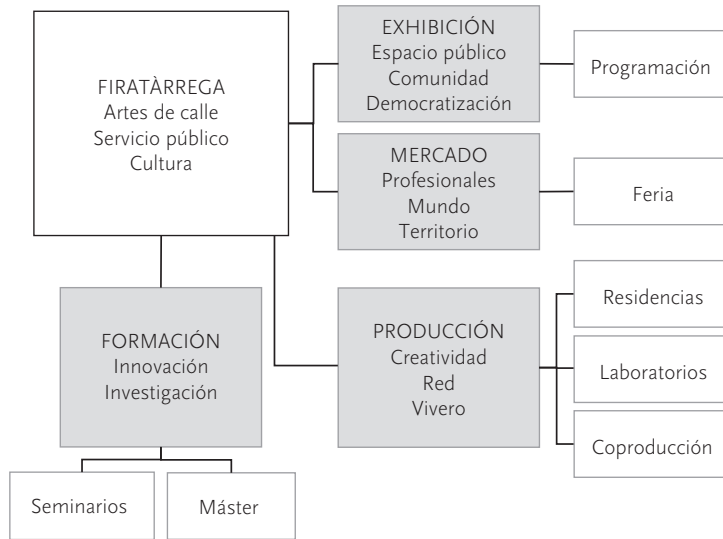 FIRATÀRREGA
Artes de calle
Servicio público
Cultura
EXHIBICIÓN
Espacio público
Comunidad
Democratización
Programación
MERCADO
Profesionales
Mundo
Territorio
Feria
FORMACIÓN
Innovación
Investigación
Seminarios
Máster
PRODUCCIÓN
Creatividad
Red
Vivero
Residencias
Laboratorios
Coproducción